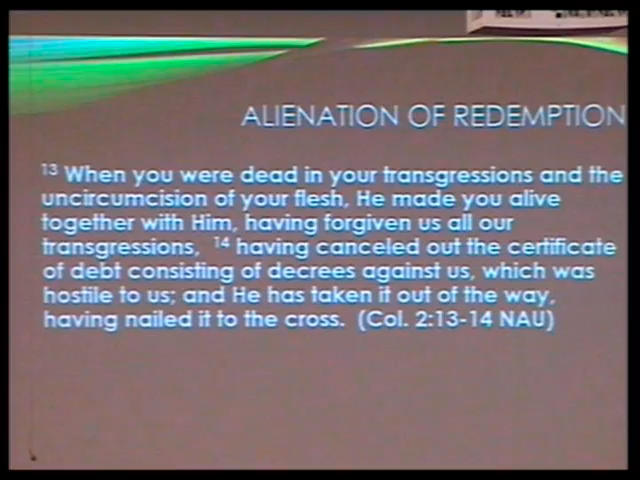 ALIENATION OF REDEMPTION
13 When you were dead in your transgressions and the
uncircumcision of your flesh, He made you alive
together with Him, having forgiven us all our
transgressions, 14 having canceled out the certificate
of debt consisting of decrees against us, which was
hostile to us; and He has taken it out of the way,
having nailed it to the cross. (Col. 2:13-14 NAU)